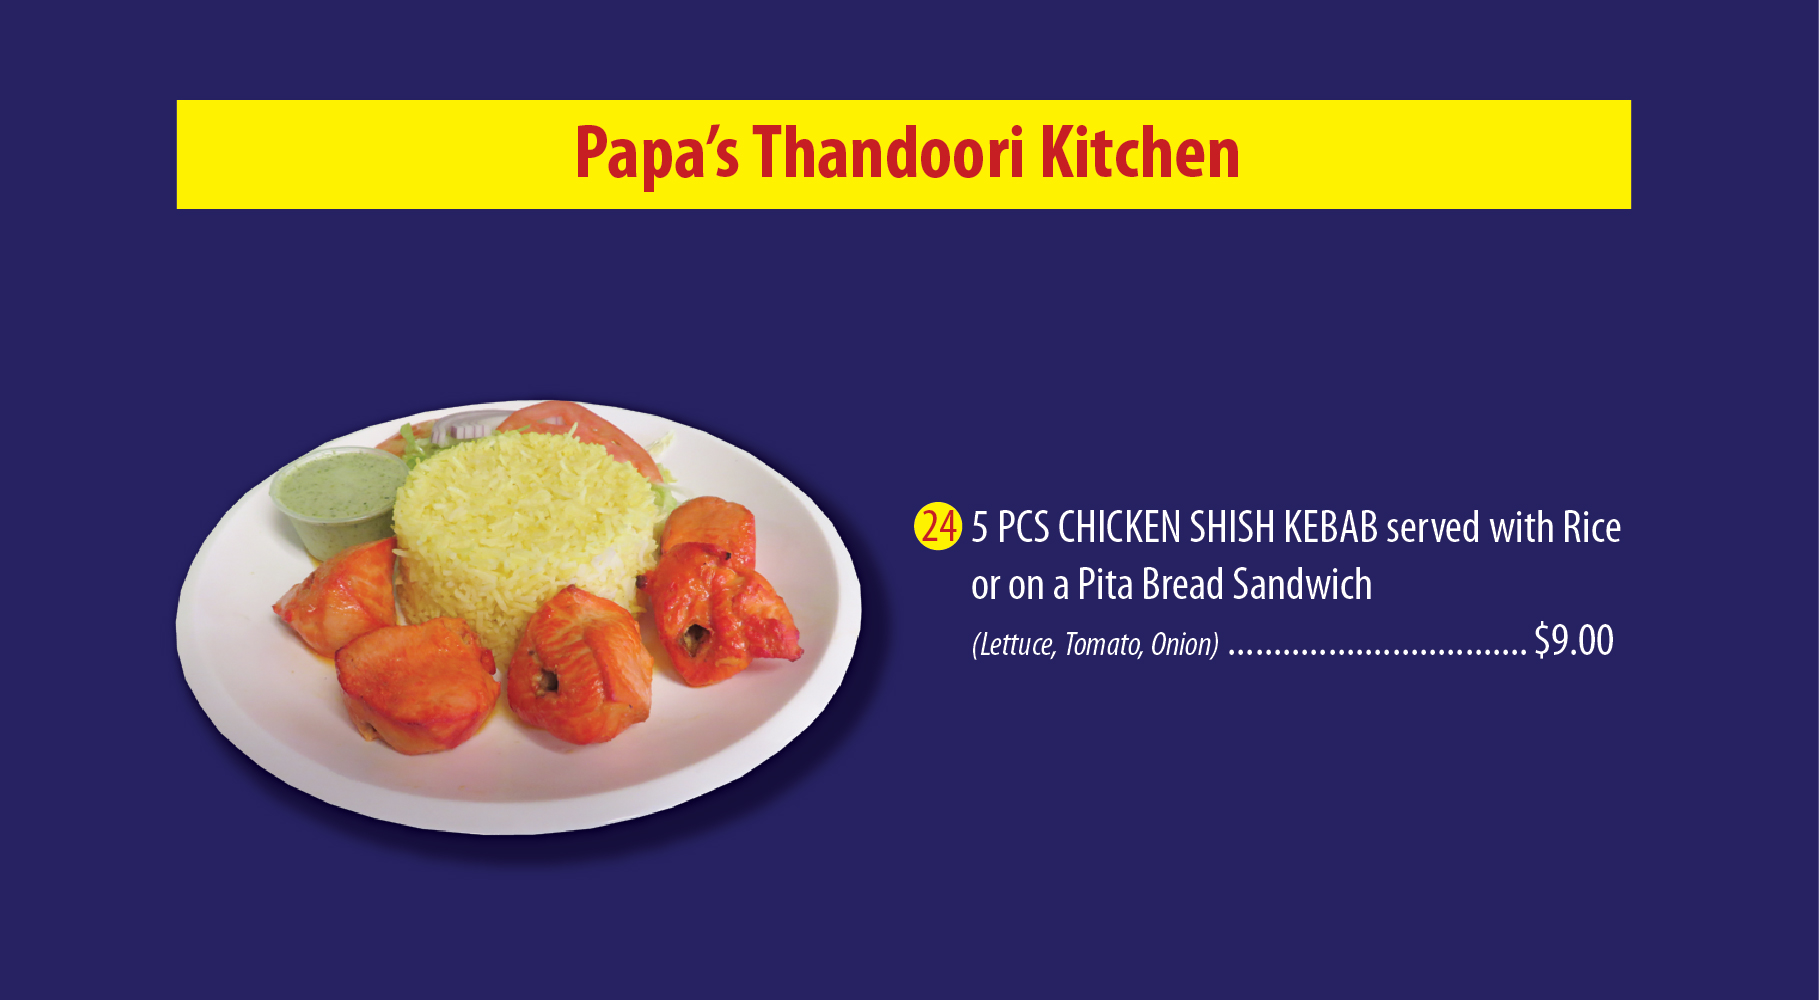 Papa’s Thandoori Kitchen
24 5 PCS CHICKEN SHISH KEBAB served with Rice
or on a Pita Bread Sandwich
(Lettuce, Tomato, Onion) ................................. $9.00